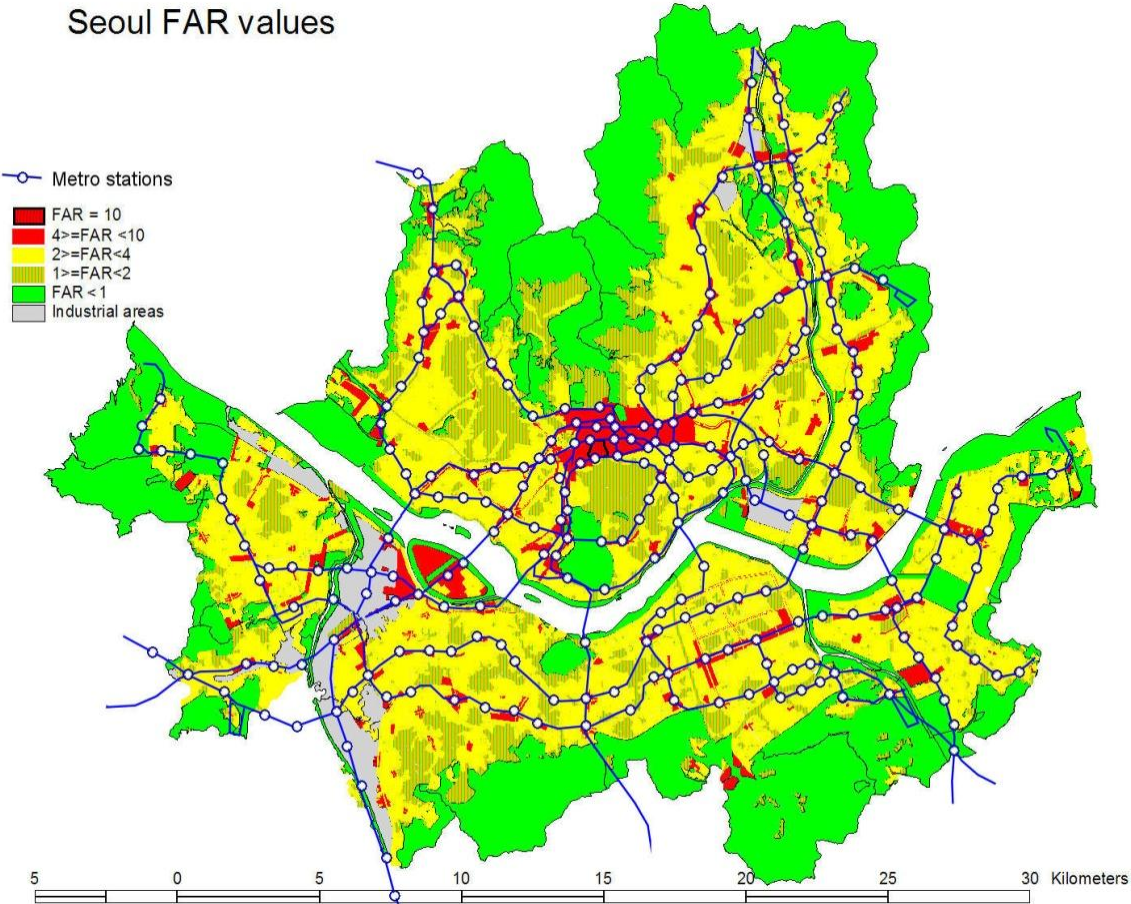 Seoul FAR values
Metro stations
FAR = 10
4>=FAR <10
2>=FAR<4
1>=FAR<2
FAR <1
Industrial areas
5 0 5 10 15 20 25 30 Kilometers